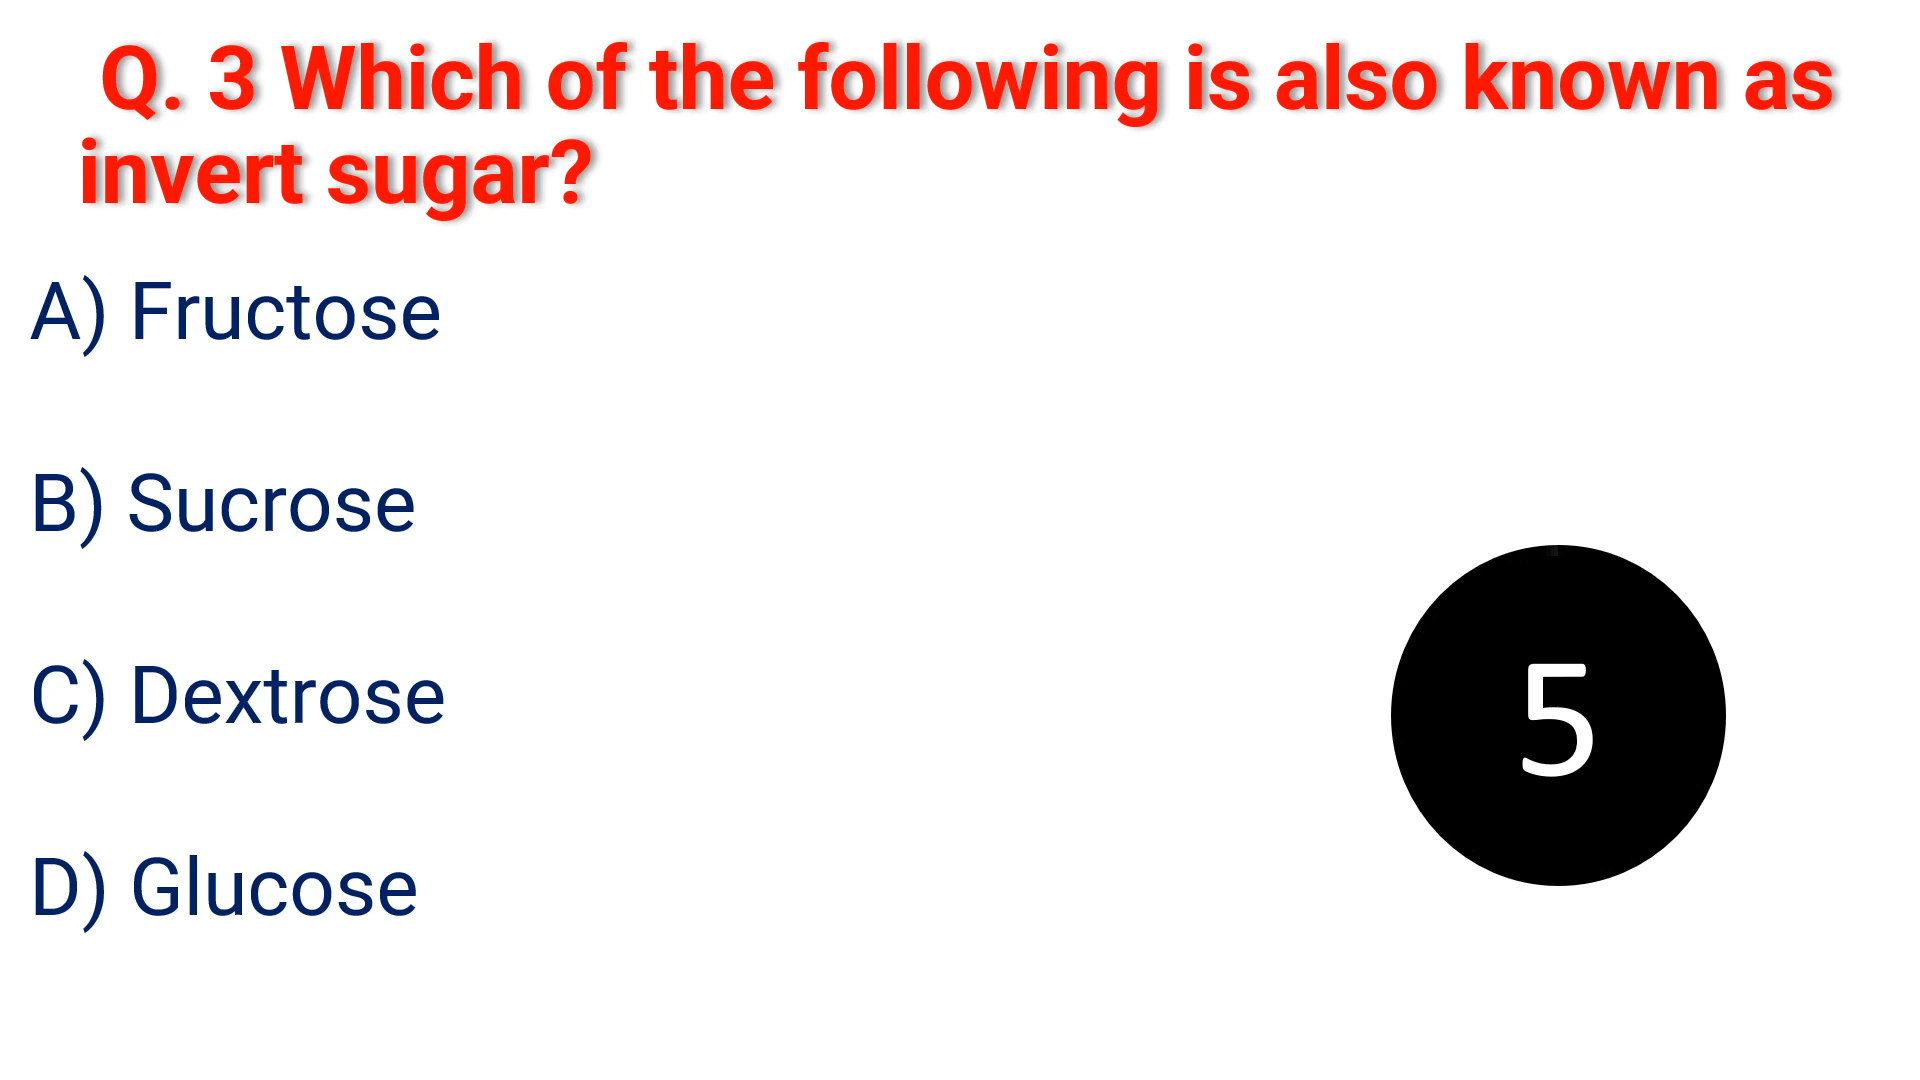 Q. 3 Which of the following is also known as
invert sugar?
A) Fructose
B) Sucrose
C) Dextrose
5
D) Glucose